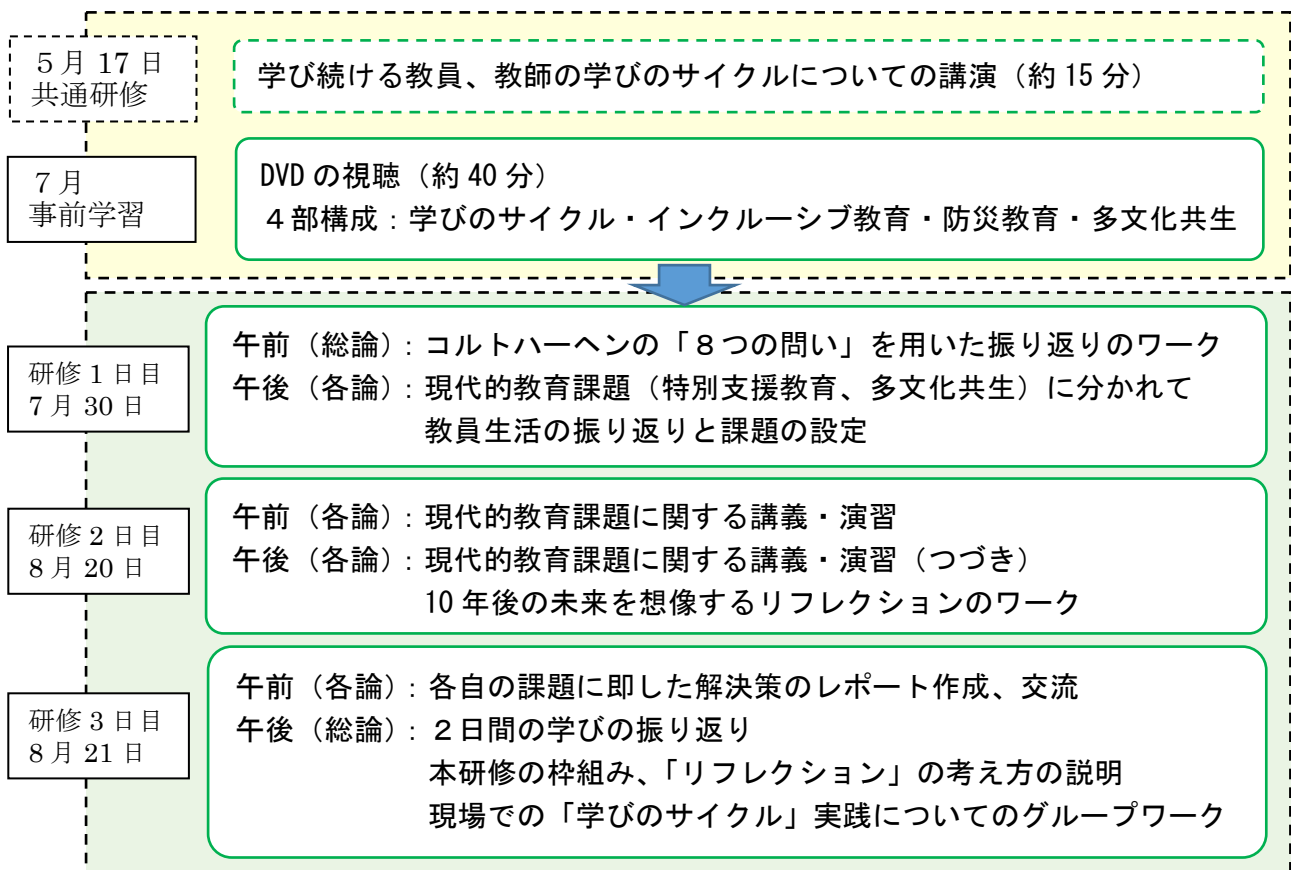 ５月 17 日
共通研修
学び続ける教員、教師の学びのサイクルについての講演（約 15 分）
７月
事前学習
DVD の視聴（約 40 分）
４部構成：学びのサイクル・インクルーシブ教育・防災教育・多文化共生
研修 1 日目
7 月 30 日
午前（総論）：コルトハーヘンの「８つの問い」を用いた振り返りのワーク
午後（各論）：現代的教育課題（特別支援教育、多文化共生）に分かれて
教員生活の振り返りと課題の設定
研修 2 日目
8 月 20 日
午前（各論）：現代的教育課題に関する講義・演習
午後（各論）：現代的教育課題に関する講義・演習（つづき）
10 年後の未来を想像するリフレクションのワーク
研修 3 日目
8 月 21 日
午前（各論）：各自の課題に即した解決策のレポート作成、交流
午後（総論）：２日間の学びの振り返り
本研修の枠組み、「リフレクション」の考え方の説明
現場での「学びのサイクル」実践についてのグループワーク